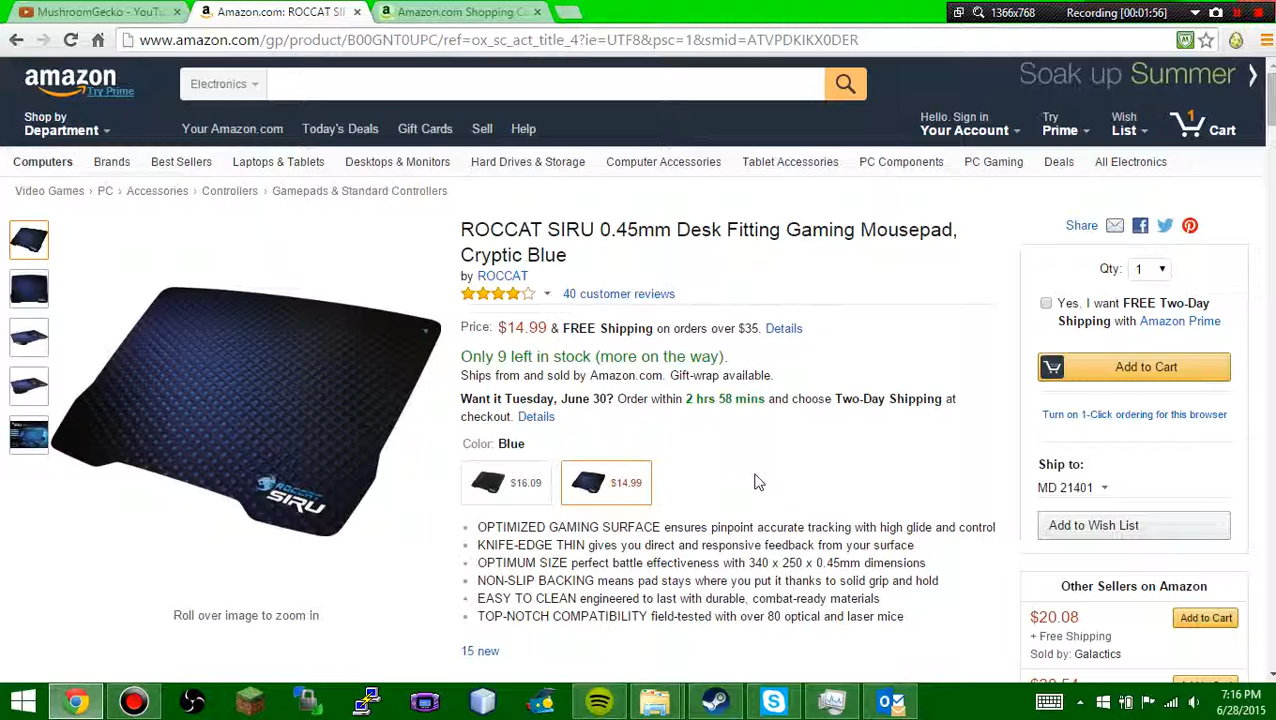 MushroomGecko - YouTu
Amazon.com: ROCCAT SI
Amazon.com Shopping Ca
1366x768
Recording [00:01:56]
www.amazon.com/gp/product/B00GNT0UPC/ref=ox_sc_act_title_4?ie=UTF8&psc=1&smid=ATVPDKIKX0DER
amazon
Try Prime
Electronics
Soak up Summer
Shop by
Department
Your Amazon.com
Today's Deals
Gift Cards
Sell
Help
Hello. Sign in
Your Account
Try
Prime
Wish
List
1
Cart
Computers
Brands
Best Sellers
Laptops & Tablets
Desktops & Monitors
Hard Drives & Storage
Computer Accessories
Tablet Accessories
PC Components
PC Gaming
Deals
All Electronics
Video Games › PC › Accessories › Controllers › Gamepads & Standard Controllers
ROCCAT SIRU 0.45mm Desk Fitting Gaming Mousepad,
Cryptic Blue
by ROCCAT
40 customer reviews
Price: $14.99 & FREE Shipping on orders over $35. Details
Only 9 left in stock (more on the way).
Ships from and sold by Amazon.com. Gift-wrap available.
Want it Tuesday, June 30? Order within 2 hrs 58 mins and choose Two-Day Shipping at
checkout. Details
Color: Blue
$16.09
$14.99
OPTIMIZED GAMING SURFACE ensures pinpoint accurate tracking with high glide and control
KNIFE-EDGE THIN gives you direct and responsive feedback from your surface
OPTIMUM SIZE perfect battle effectiveness with 340 x 250 x 0.45mm dimensions
NON-SLIP BACKING means pad stays where you put it thanks to solid grip and hold
EASY TO CLEAN engineered to last with durable, combat-ready materials
TOP-NOTCH COMPATIBILITY field-tested with over 80 optical and laser mice
15 new
ROCCAT
SIRU
Roll over image to zoom in
Share
Qty: 1
Yes. I want FREE Two-Day
Shipping with Amazon Prime
Add to Cart
Turn on 1-Click ordering for this browser
Ship to:
MD 21401
Add to Wish List
Other Sellers on Amazon
$20.08
Add to Cart
+ Free Shipping
Sold by: Galactics
7:16 PM
6/28/2015